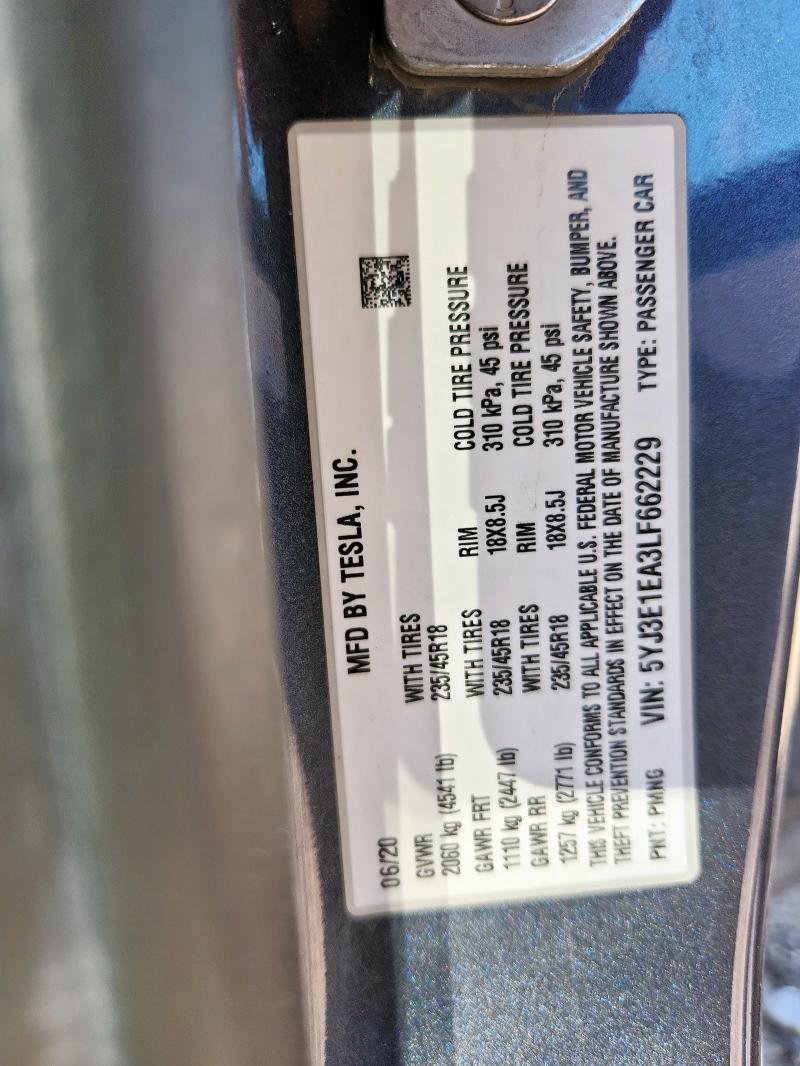 MFD BY TESLA, INC.
06/20
GVWR WITH TIRES
2060 kg (4541 lb) 235/45R18
GAWR FRT WITH TIRES RIM COLD TIRE PRESSURE
1110 kg (2447 lb) 235/45R18 18X8.5J 310 kPa, 45 psi
GAWR RR WITH TIRES RIM COLD TIRE PRESSURE
1257 kg (2771 lb) 235/45R18 18X8.5J 310 kPa, 45 psi
THIS VEHICLE CONFORMS TO ALL APPLICABLE U.S. FEDERAL MOTOR VEHICLE SAFETY, BUMPER, AND
THEFT PREVENTION STANDARDS IN EFFECT ON THE DATE OF MANUFACTURE SHOWN ABOVE.
PNT: PMNG VIN: 5YJ3E1EA3LF662229 TYPE: PASSENGER CAR